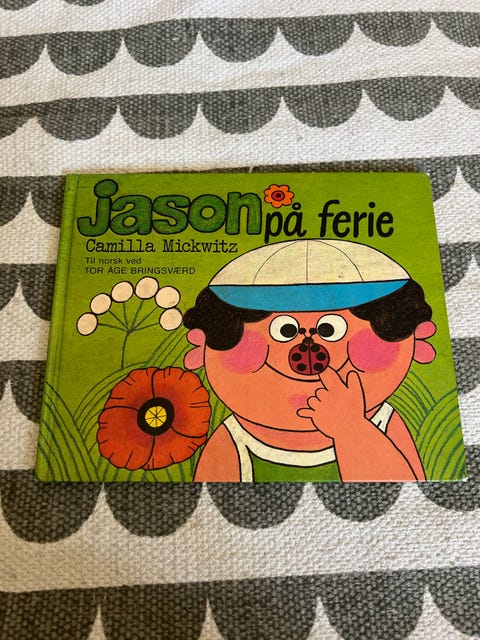 jason på ferie
Camilla Mickwitz
Til norsk ved
TOR ÅGE BRINGSVÆRD